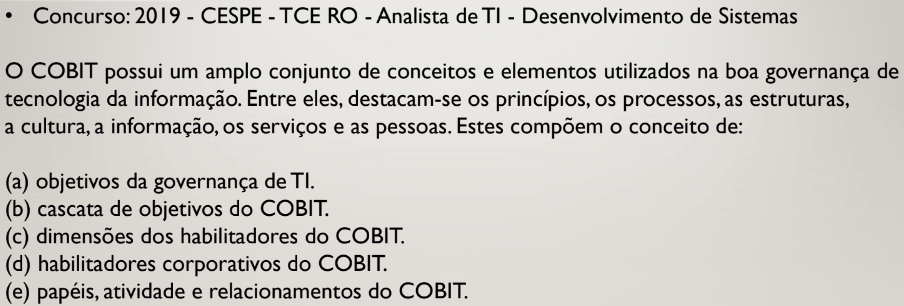 • Concurso: 2019 - CESPE - TCE RO - Analista de TI - Desenvolvimento de Sistemas
O COBIT possui um amplo conjunto de conceitos e elementos utilizados na boa governança de
tecnologia da informação. Entre eles, destacam-se os princípios, os processos, as estruturas,
a cultura, a informação, os serviços e as pessoas. Estes compõem o conceito de:
(a) objetivos da governança de TI.
(b) cascata de objetivos do COBIT.
(c) dimensões dos habilitadores do COBIT.
(d) habilitadores corporativos do COBIT.
(e) papéis, atividade e relacionamentos do COBIT.